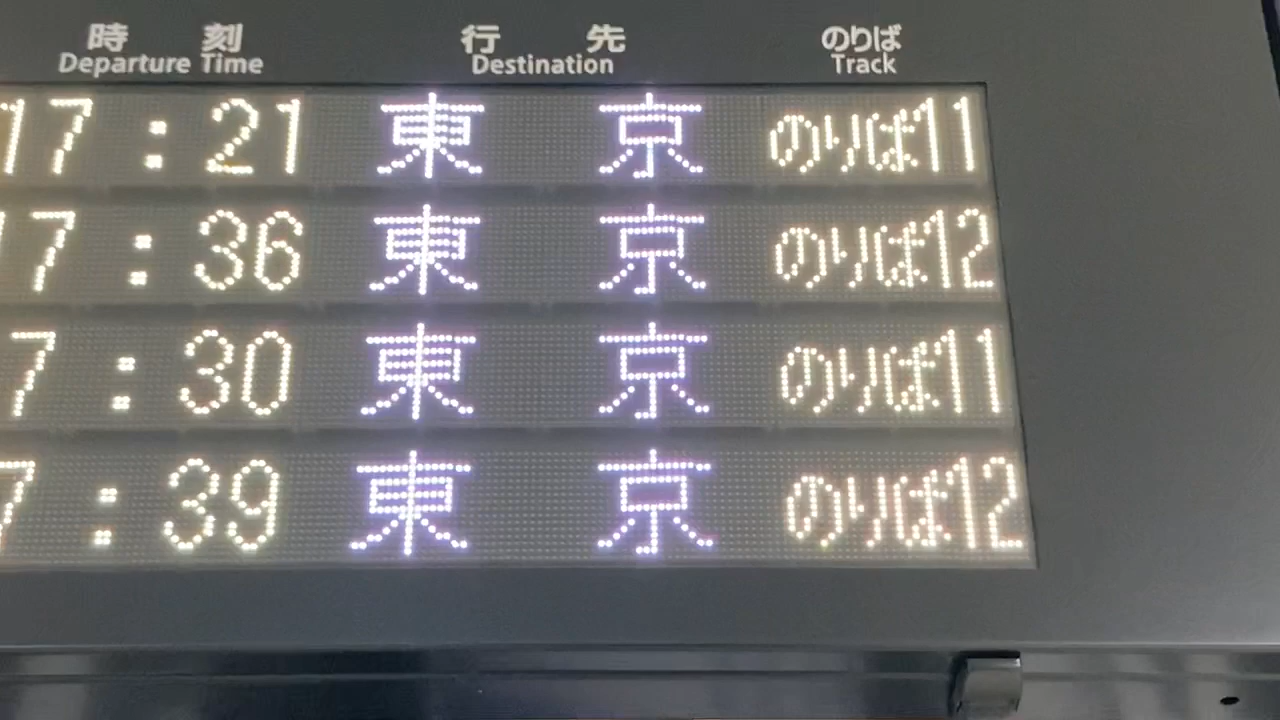 時刻 行先 のりば
Departure Time Destination Track
17:21 東京 のりば11
17:36 東京 のりば12
7:30 東京 のりば11
7:39 東京 のりば12